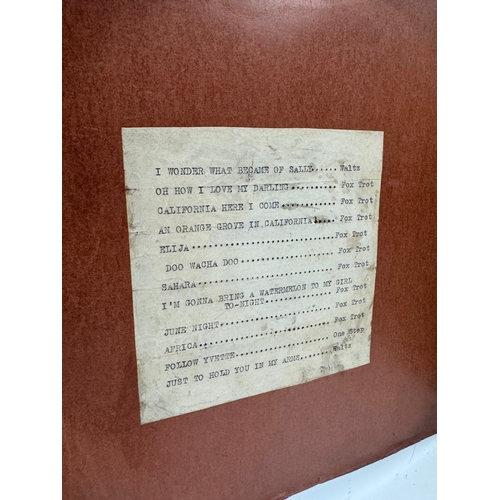 I WONDER WHAT BECAME OF SALLE......Waltz
OH HOW I LOVE MY DARLING...........Fox Trot
CALIFORNIA HERE I COME.............Fox Trot
AN ORANGE GROVE IN CALIFORNIA......Fox Trot
ELIJA..............................Fox Trot
DOO WACHA DOO.....................Fox Trot
SAHARA.............................Fox Trot
I'M GONNA BRING A WATERMELON TO MY GIRL
TO-NIGHT.............Fox Trot
JUNE NIGHT.........................Fox Trot
AFRICA.............................Fox Trot
FOLLOW YVETTE......................One Step
JUST TO HOLD YOU IN MY ARMS........Waltz